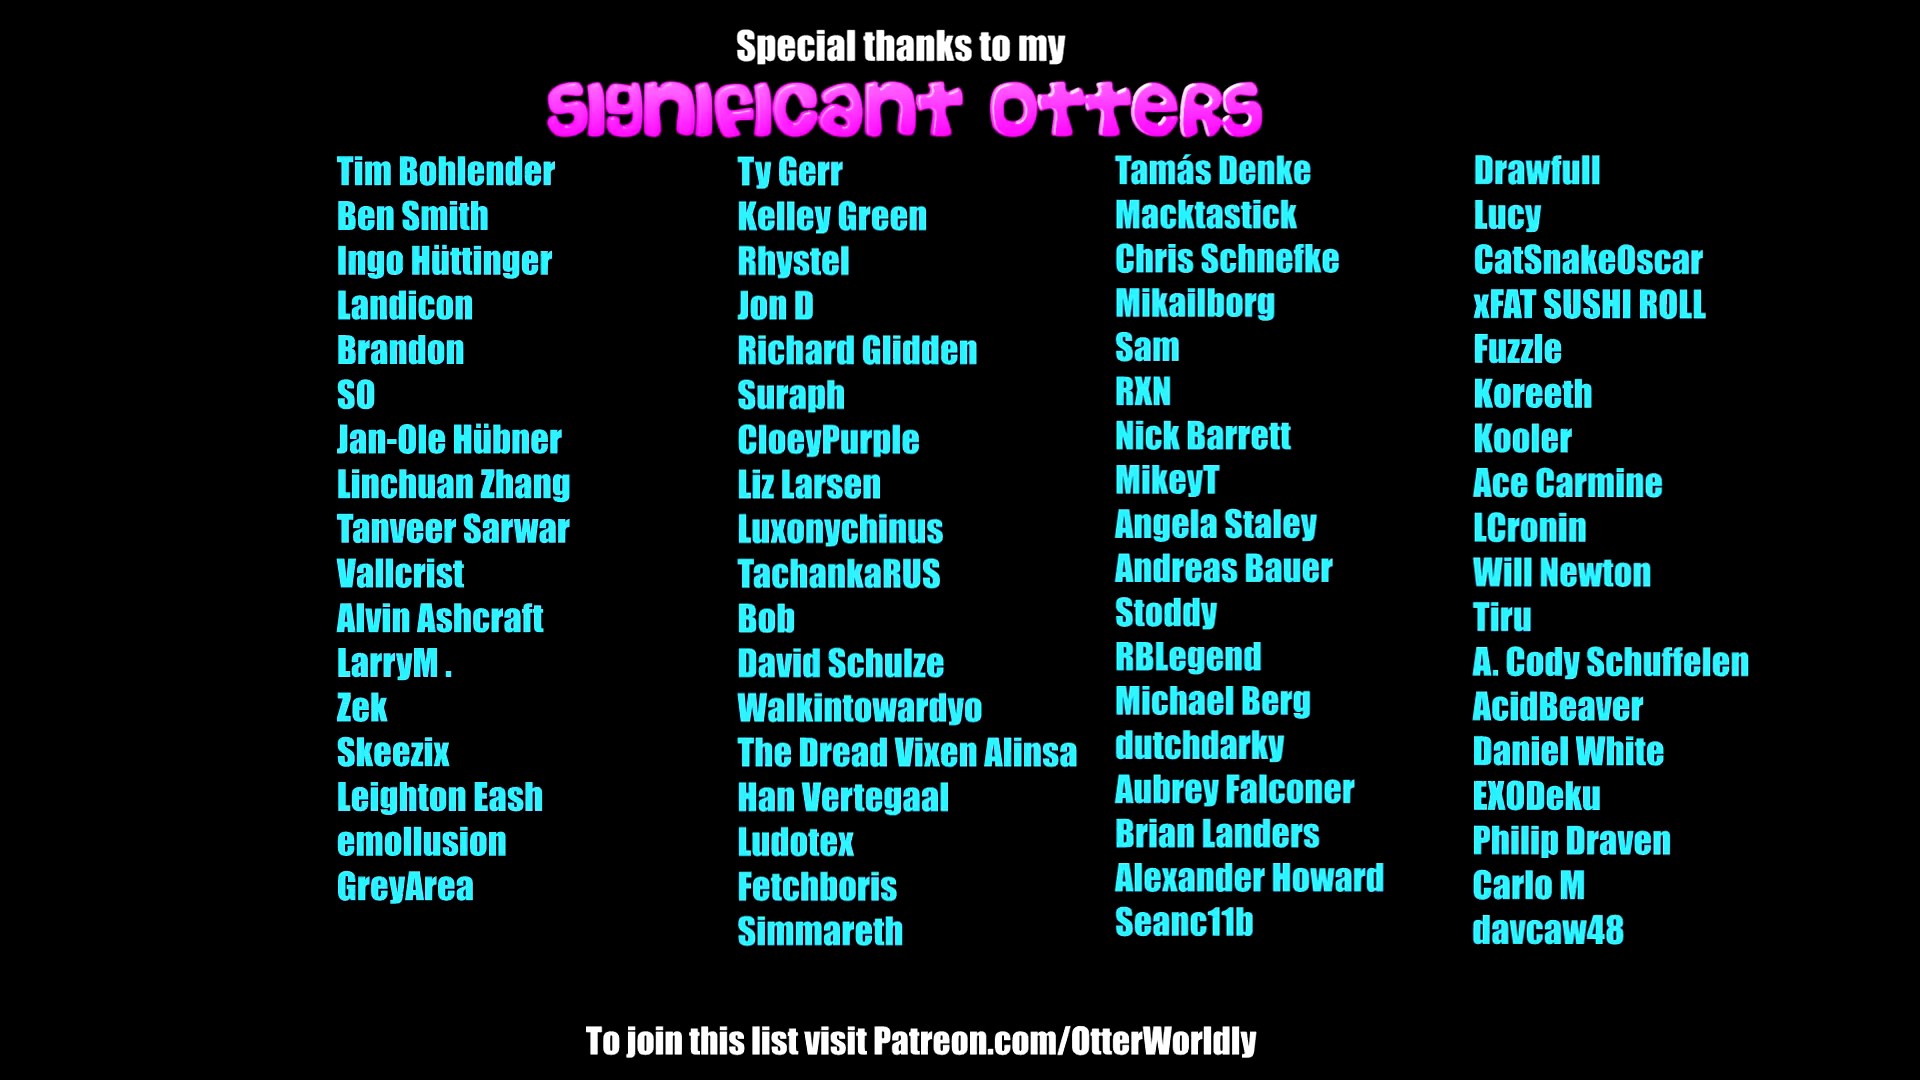 Special thanks to my
SIGNIFICANT OTTERS
Tim Bohlender
Ben Smith
Ingo Hüttinger
Landicon
Brandon
SO
Jan-Ole Hübner
Linchuan Zhang
Tanveer Sarwar
Vallcrist
Alvin Ashcraft
LarryM .
Zek
Skeezix
Leighton Eash
emollusion
GreyArea
Ty Gerr
Kelley Green
Rhystel
Jon D
Richard Glidden
Suraph
CloeyPurple
Liz Larsen
Luxonychinus
TachankaRUS
Bob
David Schulze
Walkintowardyo
The Dread Vixen Alinsa
Han Vertegaal
Ludotex
Fetchboris
Simmareth
Tamás Denke
Macktastick
Chris Schnefke
Mikailborg
Sam
RXN
Nick Barrett
MikeyT
Angela Staley
Andreas Bauer
Stoddy
RBLegend
Michael Berg
dutchdarky
Aubrey Falconer
Brian Landers
Alexander Howard
Seanc11b
Drawfull
Lucy
CatSnakeOscar
xFAT SUSHI ROLL
Fuzzle
Koreeth
Kooler
Ace Carmine
LCronin
Will Newton
Tiru
A. Cody Schuffelen
AcidBeaver
Daniel White
EXODeku
Philip Draven
Carlo M
davcaw48
To join this list visit Patreon.com/OtterWorldly